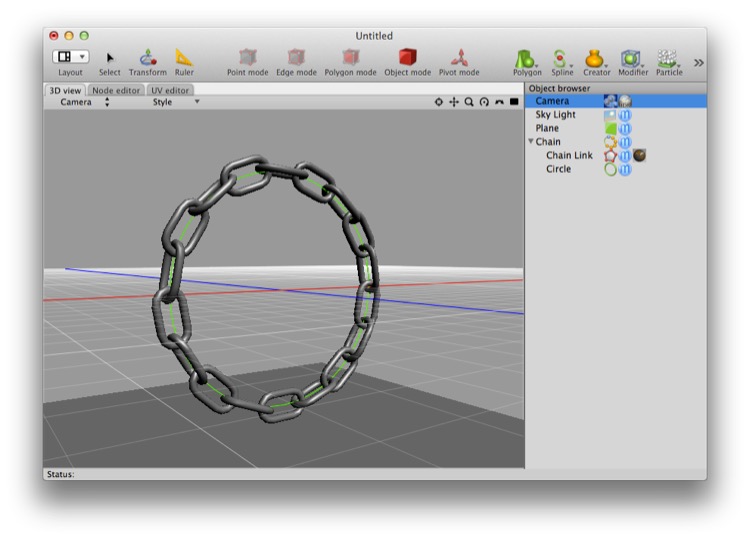 Untitled
Layout Select Transform Ruler Point mode Edge mode Polygon mode Object mode Pivot mode Polygon Spline Creator Modifier Particle
3D view Node editor UV editor
Camera Style
Object browser
Camera
Sky Light
Plane
Chain
Chain Link
Circle
Status: